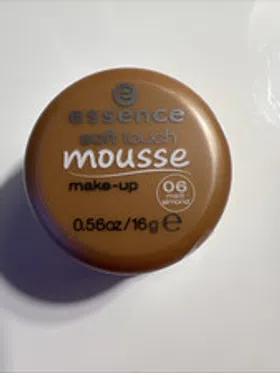 essence
soft touch
mousse
make-up
06
matt
almond
0.56oz/16g ℮